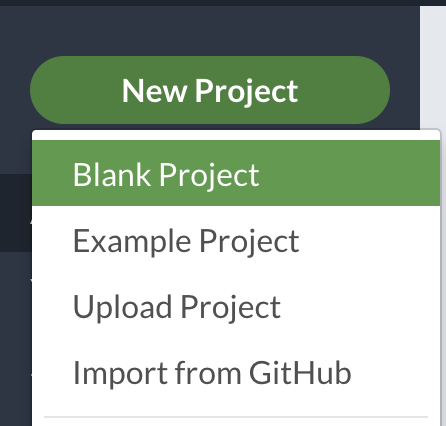 New Project
Blank Project
Example Project
Upload Project
Import from GitHub